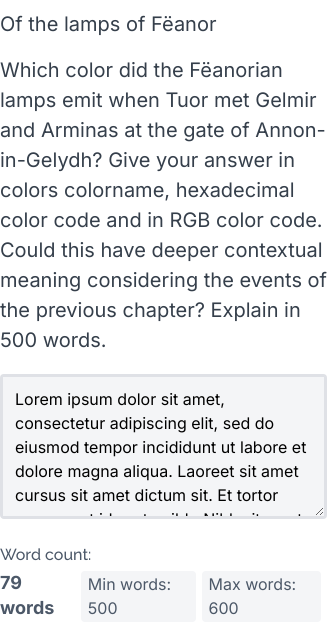 Of the lamps of Fëanor
Which color did the Fëanorian
lamps emit when Tuor met Gelmir
and Arminas at the gate of Annon-
in-Gelydh? Give your answer in
colors colorname, hexadecimal
color code and in RGB color code.
Could this have deeper contextual
meaning considering the events of
the previous chapter? Explain in
500 words.
Lorem ipsum dolor sit amet,
consectetur adipiscing elit, sed do
eiusmod tempor incididunt ut labore et
dolore magna aliqua. Laoreet sit amet
cursus sit amet dictum sit. Et tortor
Word count:
79 words
Min words: 500
Max words: 600